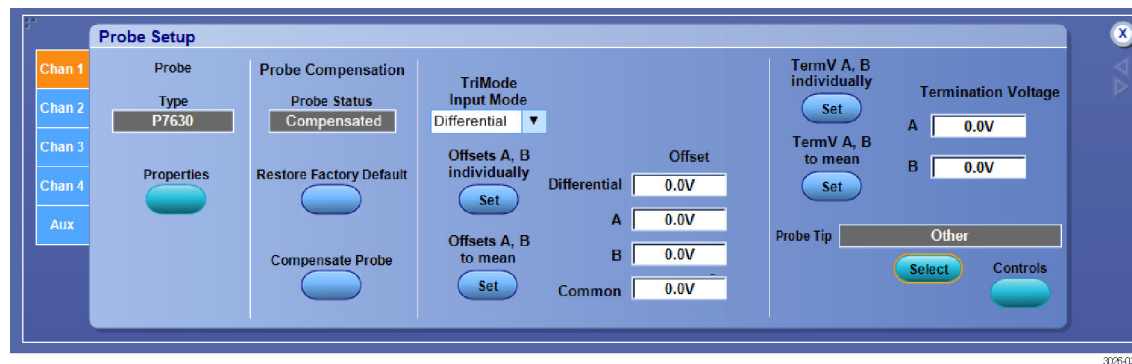 Probe Setup
X
Chan 1
Chan 2
Chan 3
Chan 4
Aux
Probe
Type
P7630
Properties
Probe Compensation
Probe Status
Compensated
Restore Factory Default
Compensate Probe
TriMode
Input Mode
Differential
Offsets A, B
individually
Set
Offsets A, B
to mean
Set
Offset
Differential 0.0V
A 0.0V
B 0.0V
Common 0.0V
TermV A, B
individually
Set
TermV A, B
to mean
Set
Termination Voltage
A 0.0V
B 0.0V
Probe Tip Other
Select
Controls